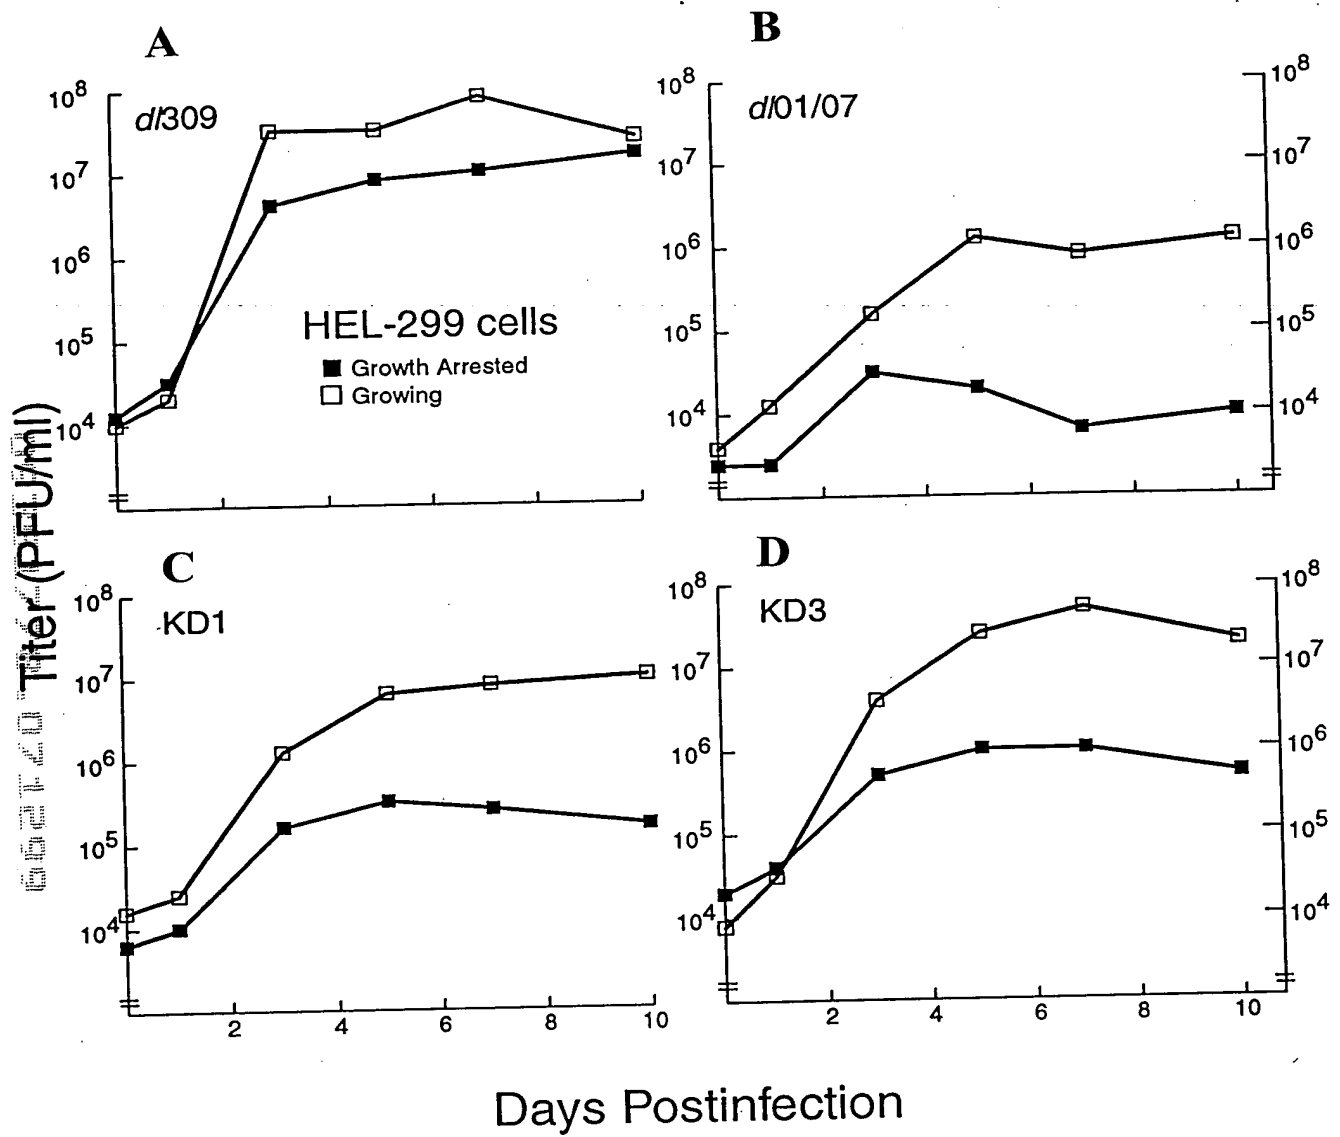 A
B
10⁸
dl309
10⁷
10⁶
10⁵
10⁴
HEL-299 cells
Growth Arrested
Growing
10⁸
dl01/07
10⁷
10⁶
10⁵
10⁴
10⁸
10⁷
10⁶
10⁵
10⁴
Titer (PFU/ml)
C
D
10⁸
KD1
10⁷
10⁶
10⁵
10⁴
2 4 6 8 10
10⁸
KD3
10⁷
10⁶
10⁵
10⁴
10⁸
10⁷
10⁶
10⁵
10⁴
2 4 6 8 10
Days Postinfection